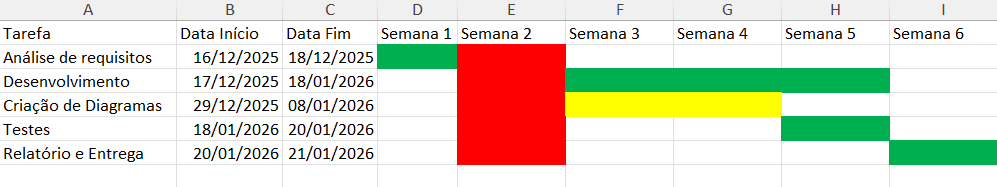 A B C D E F G H I
Tarefa Data Início Data Fim Semana 1 Semana 2 Semana 3 Semana 4 Semana 5 Semana 6
Análise de requisitos 16/12/2025 18/12/2025
Desenvolvimento 17/12/2025 18/01/2026
Criação de Diagramas 29/12/2025 08/01/2026
Testes 18/01/2026 20/01/2026
Relatório e Entrega 20/01/2026 21/01/2026